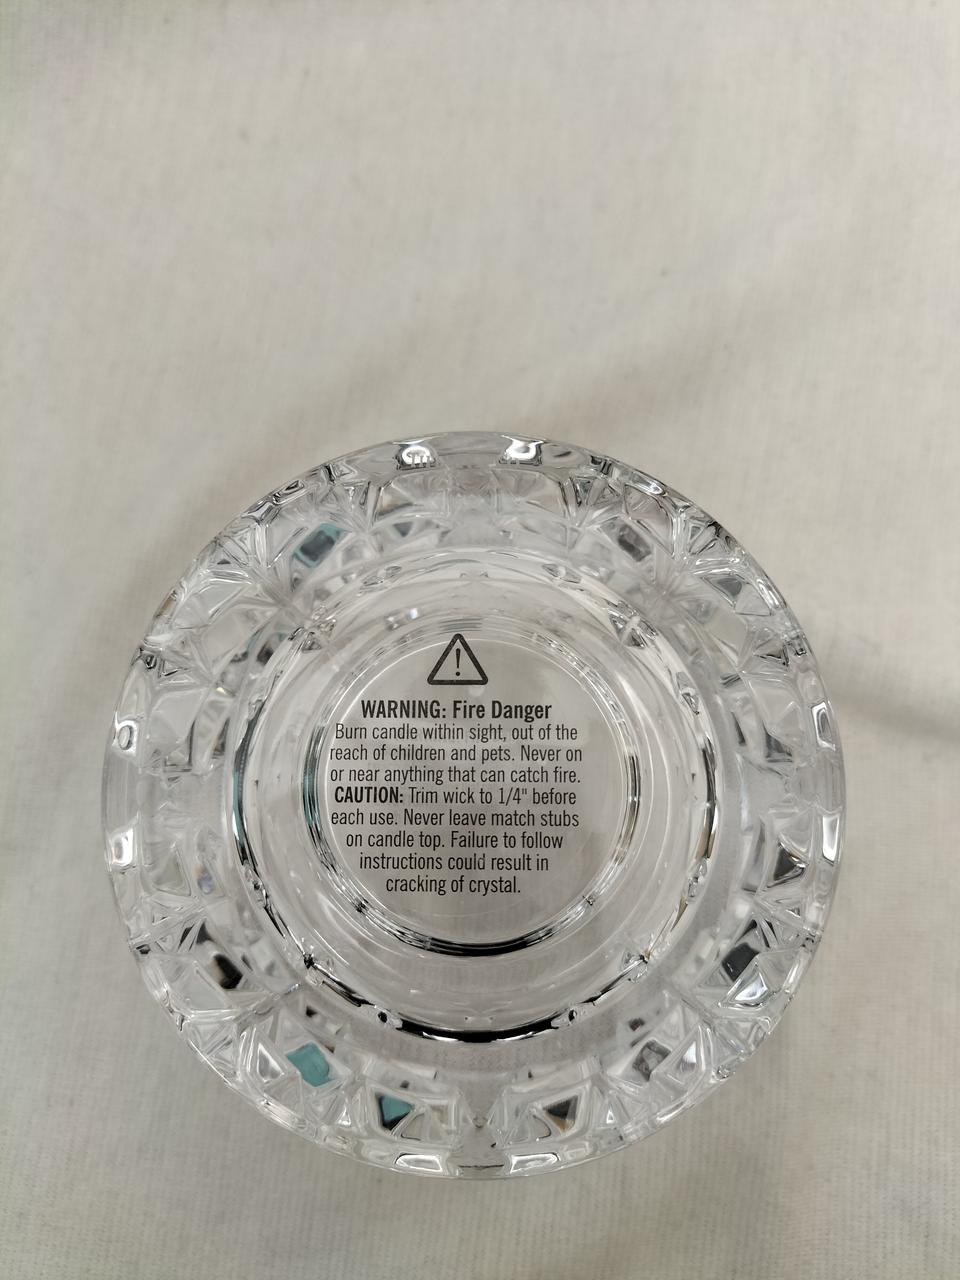 WARNING: Fire Danger
Burn candle within sight, out of the
reach of children and pets. Never on
or near anything that can catch fire.
CAUTION: Trim wick to 1/4" before
each use. Never leave match stubs
on candle top. Failure to follow
instructions could result in
cracking of crystal.